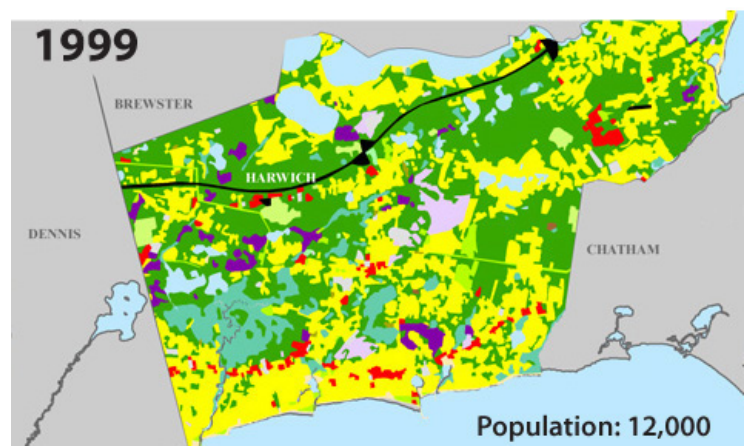 1999
BREWSTER
HARWICH
DENNIS
CHATHAM
Population: 12,000